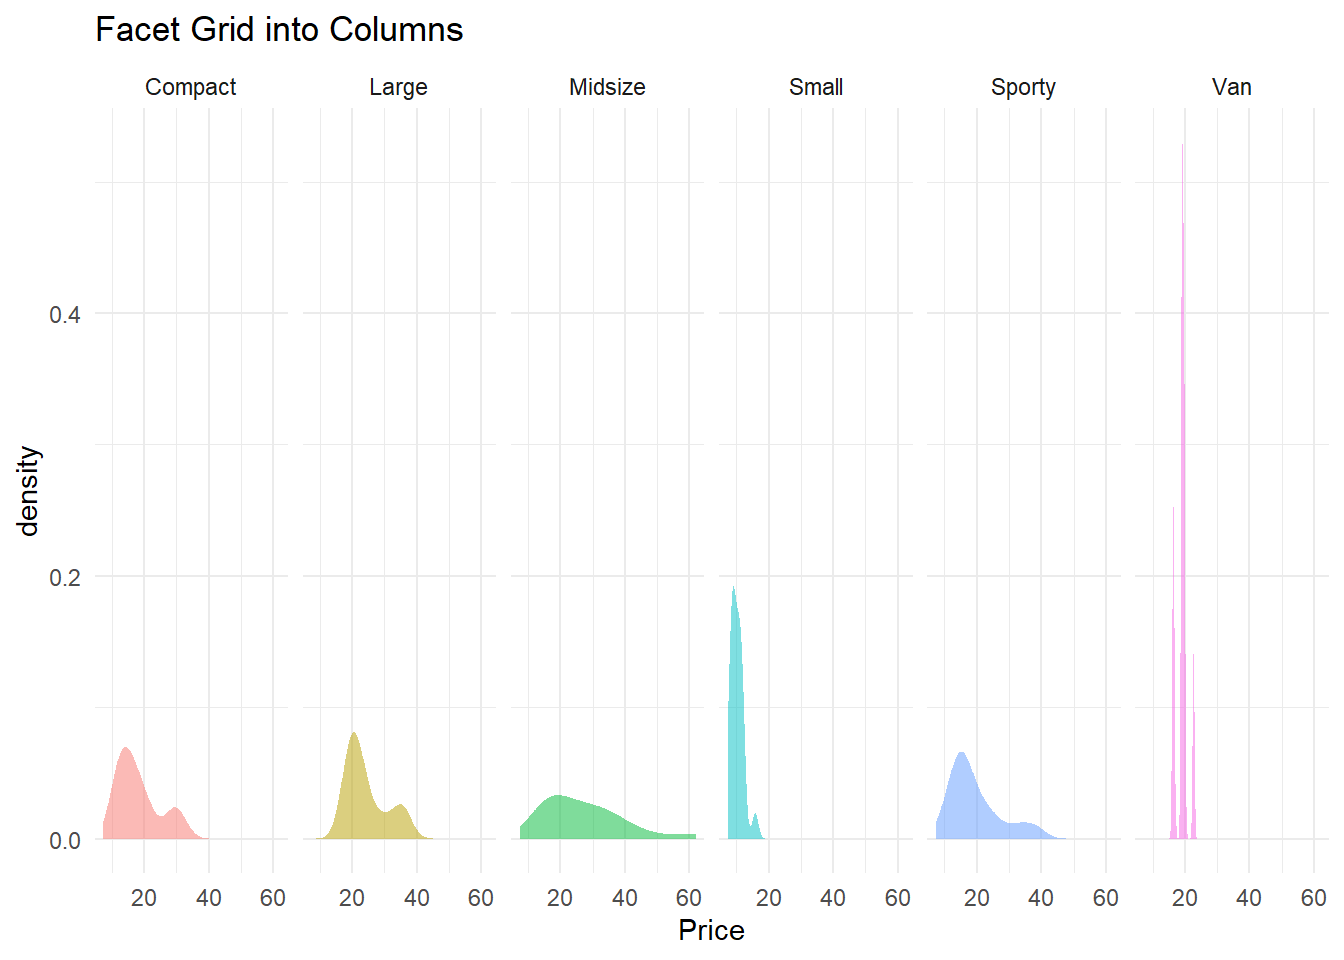 Facet Grid into Columns
Compact Large Midsize Small Sporty Van
density
0.4
0.2
0.0
20 40 60 20 40 60 20 40 60 20 40 60 20 40 60 20 40 60
Price